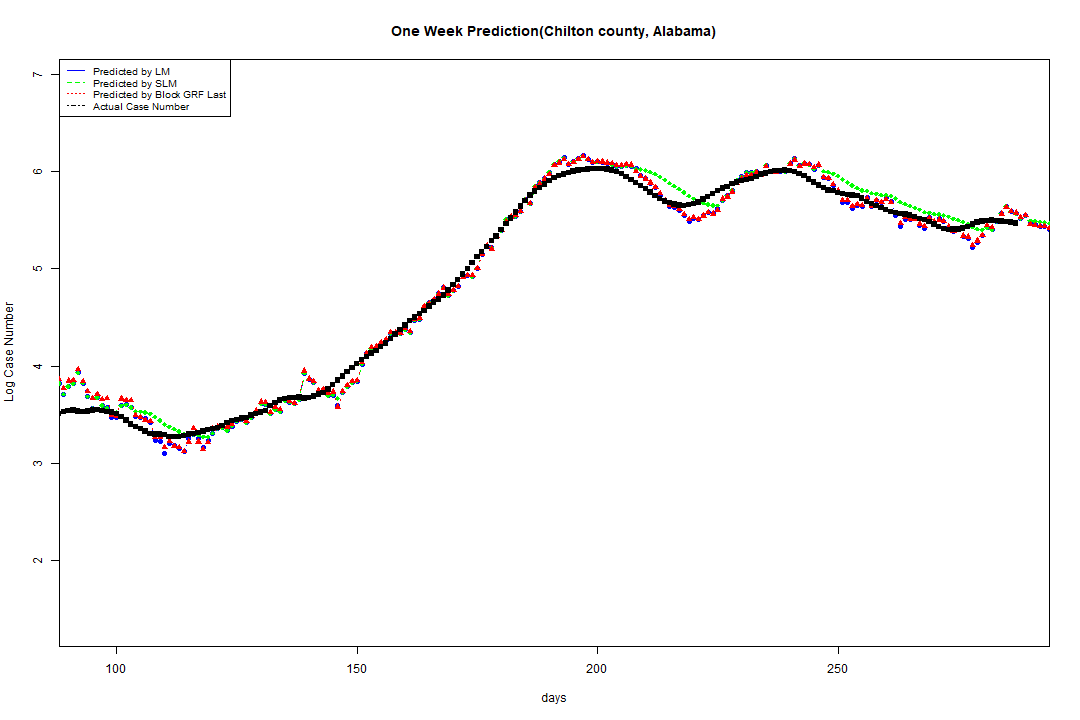 One Week Prediction(Chilton county, Alabama)
Predicted by LM
Predicted by SLM
Predicted by Block GRF Last
Actual Case Number
7
6
5
4
3
2
Log Case Number
100
150
200
250
days